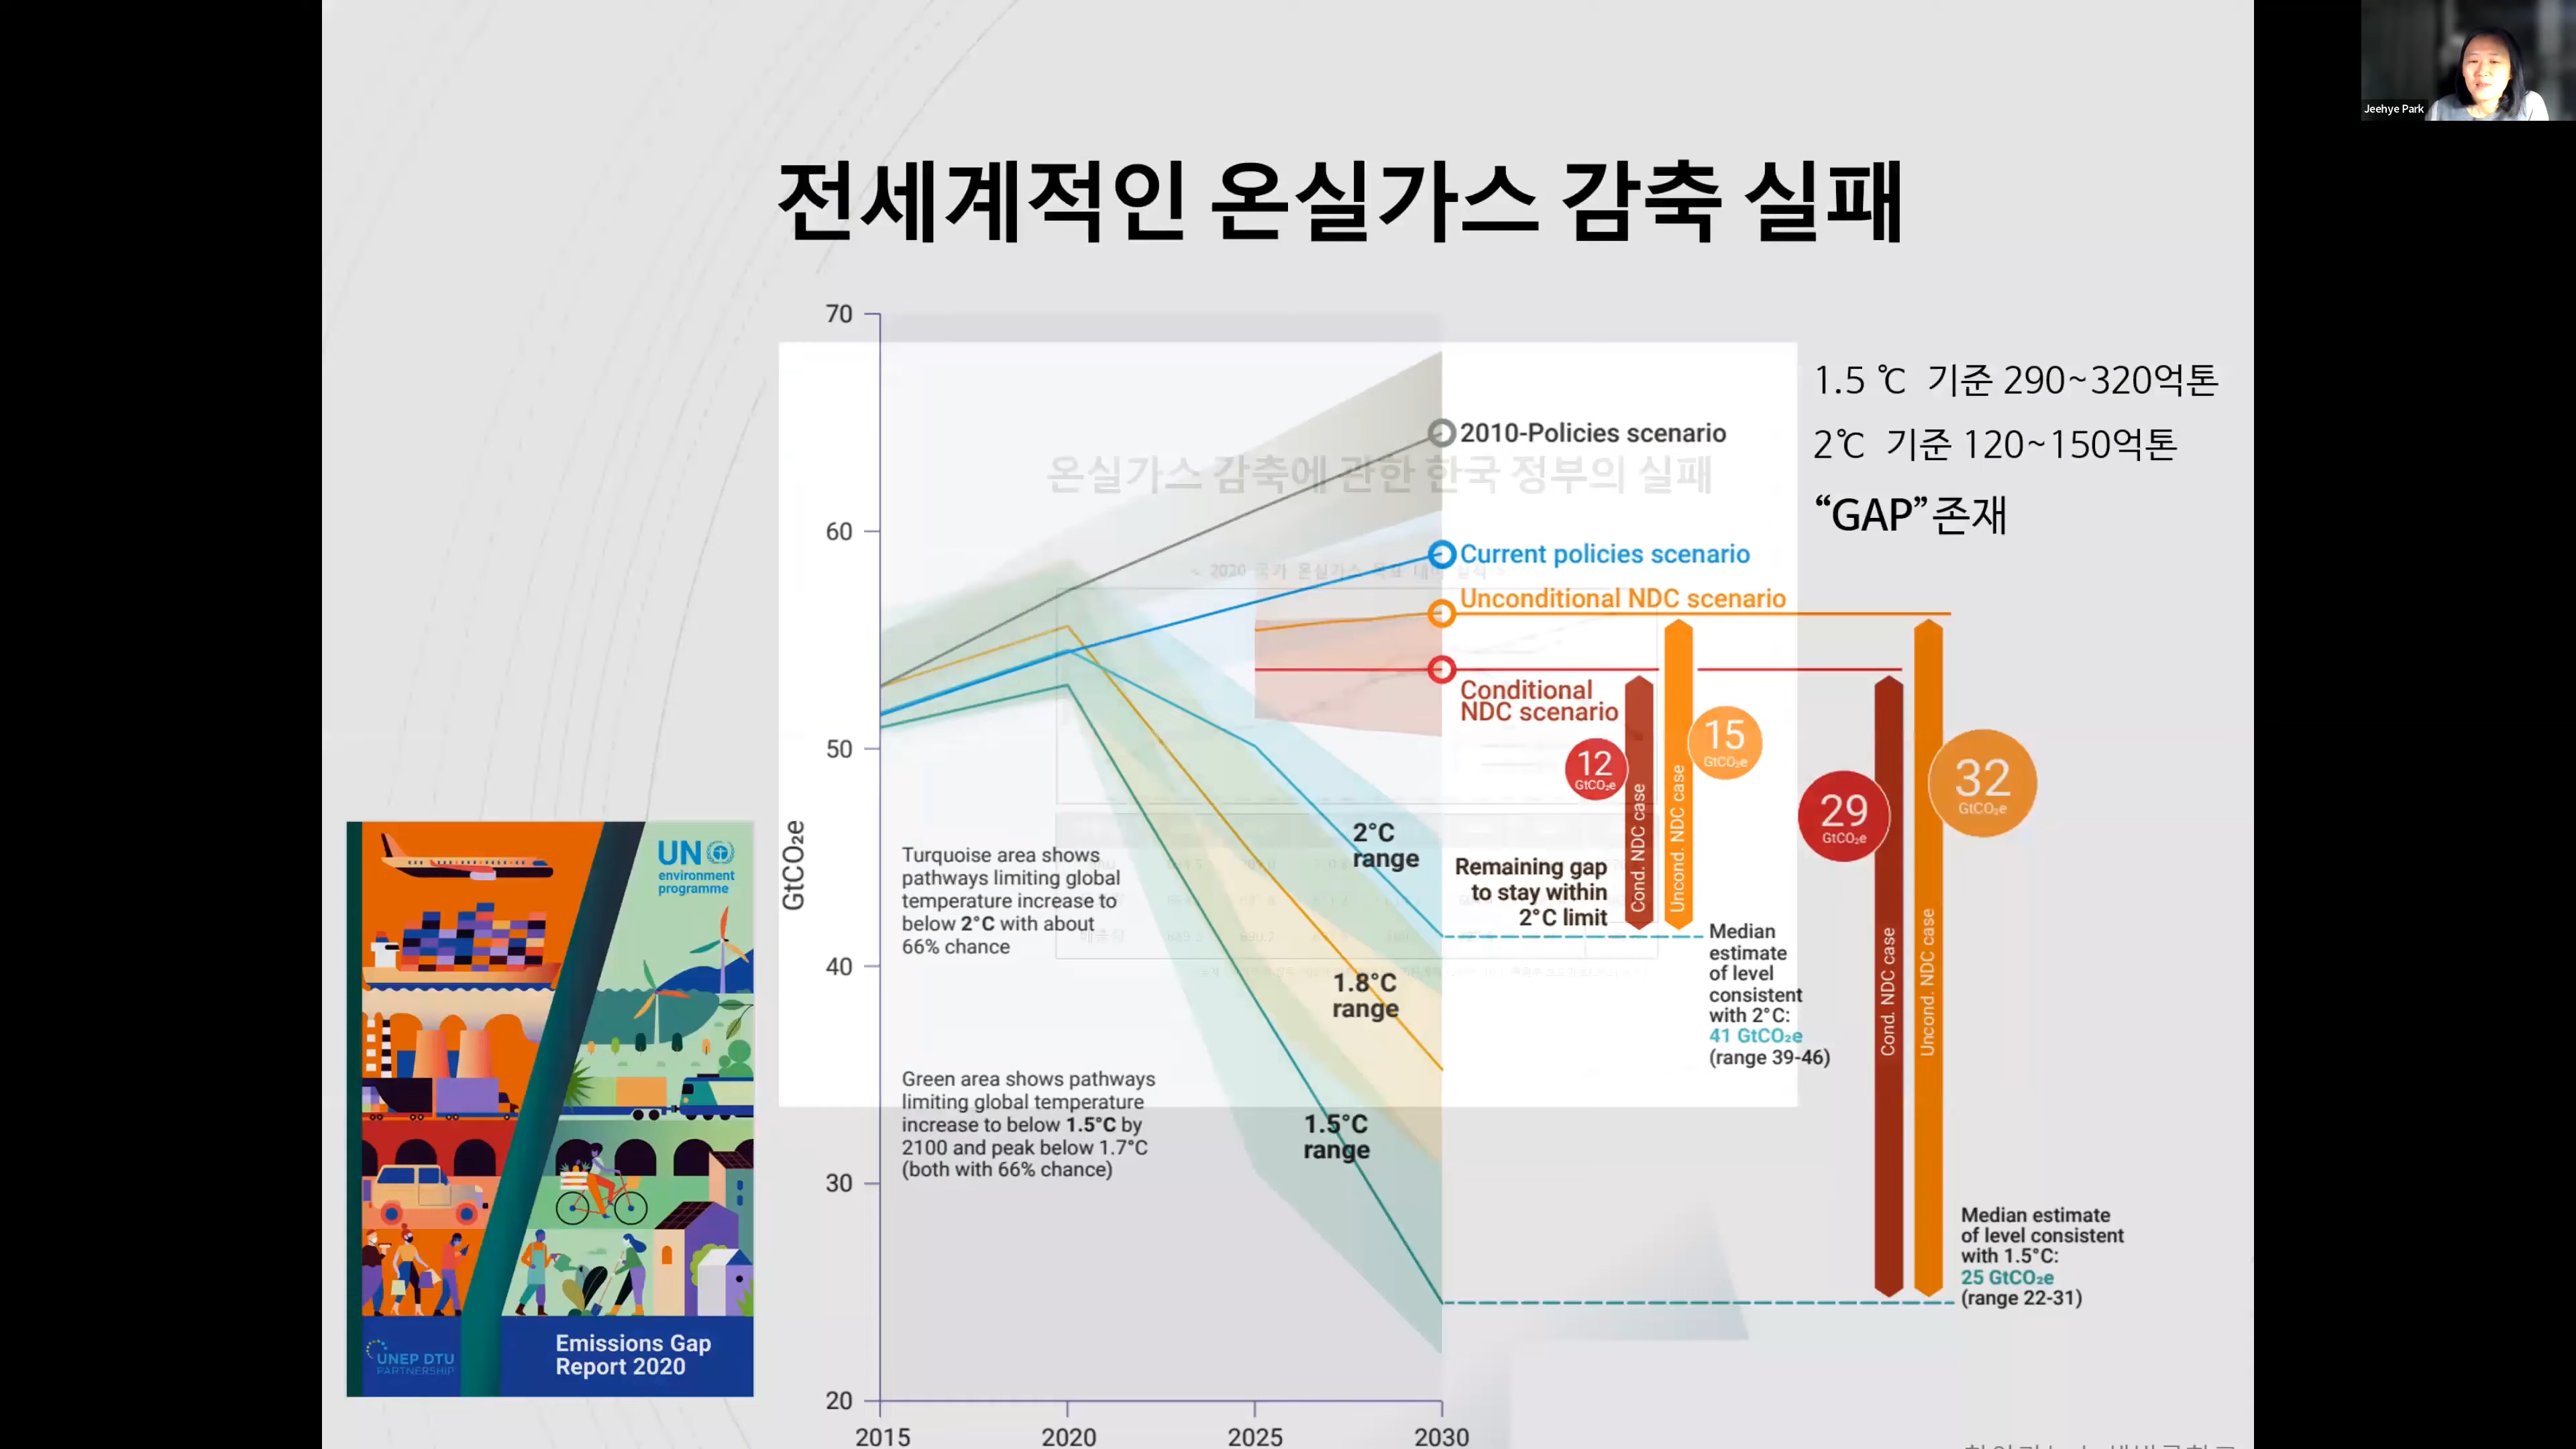 Jeehye Park
전세계적인 온실가스 감축 실패
1.5 ℃ 기준 290~320억톤
2℃ 기준 120~150억톤
“GAP”존재
70
60
50
40
30
20
GtCO₂e
2015
2020
2025
2030
2010-Policies scenario
온실가스 감축에 관한 한국 정부의 실패
Current policies scenario
Unconditional NDC scenario
Conditional
NDC scenario
12
GtCO₂e
15
GtCO₂e
29
GtCO₂e
32
GtCO₂e
Cond. NDC case
Uncond. NDC case
Cond. NDC case
Uncond. NDC case
2°C
range
1.8°C
range
1.5°C
range
Remaining gap
to stay within
2°C limit
Turquoise area shows
pathways limiting global
temperature increase to
below 2°C with about
66% chance
Green area shows pathways
limiting global temperature
increase to below 1.5°C by
2100 and peak below 1.7°C
(both with 66% chance)
Median
estimate
of level
consistent
with 2°C:
41 GtCO₂e
(range 39-46)
Median estimate
of level consistent
with 1.5°C:
25 GtCO₂e
(range 22-31)
UN
environment
programme
UNEP DTU
PARTNERSHIP
Emissions Gap
Report 2020